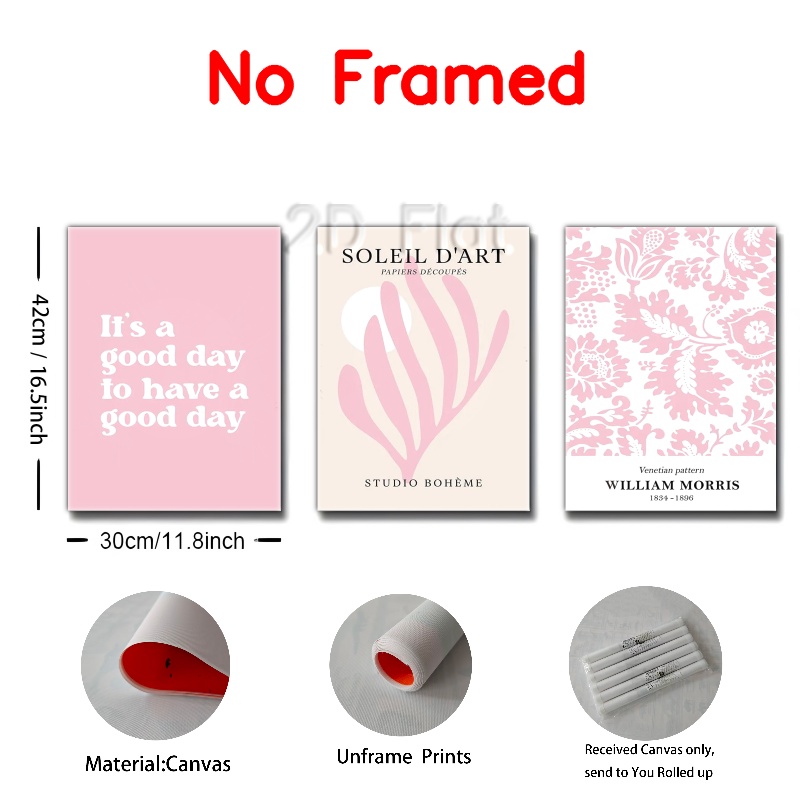 No Framed
2D Flat
42cm / 16.5inch
It's a
good day
to have a
good day
SOLEIL D'ART
PAPIERS DÉCOUPÉS
STUDIO BOHÈME
Venetian pattern
WILLIAM MORRIS
1834-1896
30cm/11.8inch
Material:Canvas
Unframe Prints
Received Canvas only,
send to You Rolled up